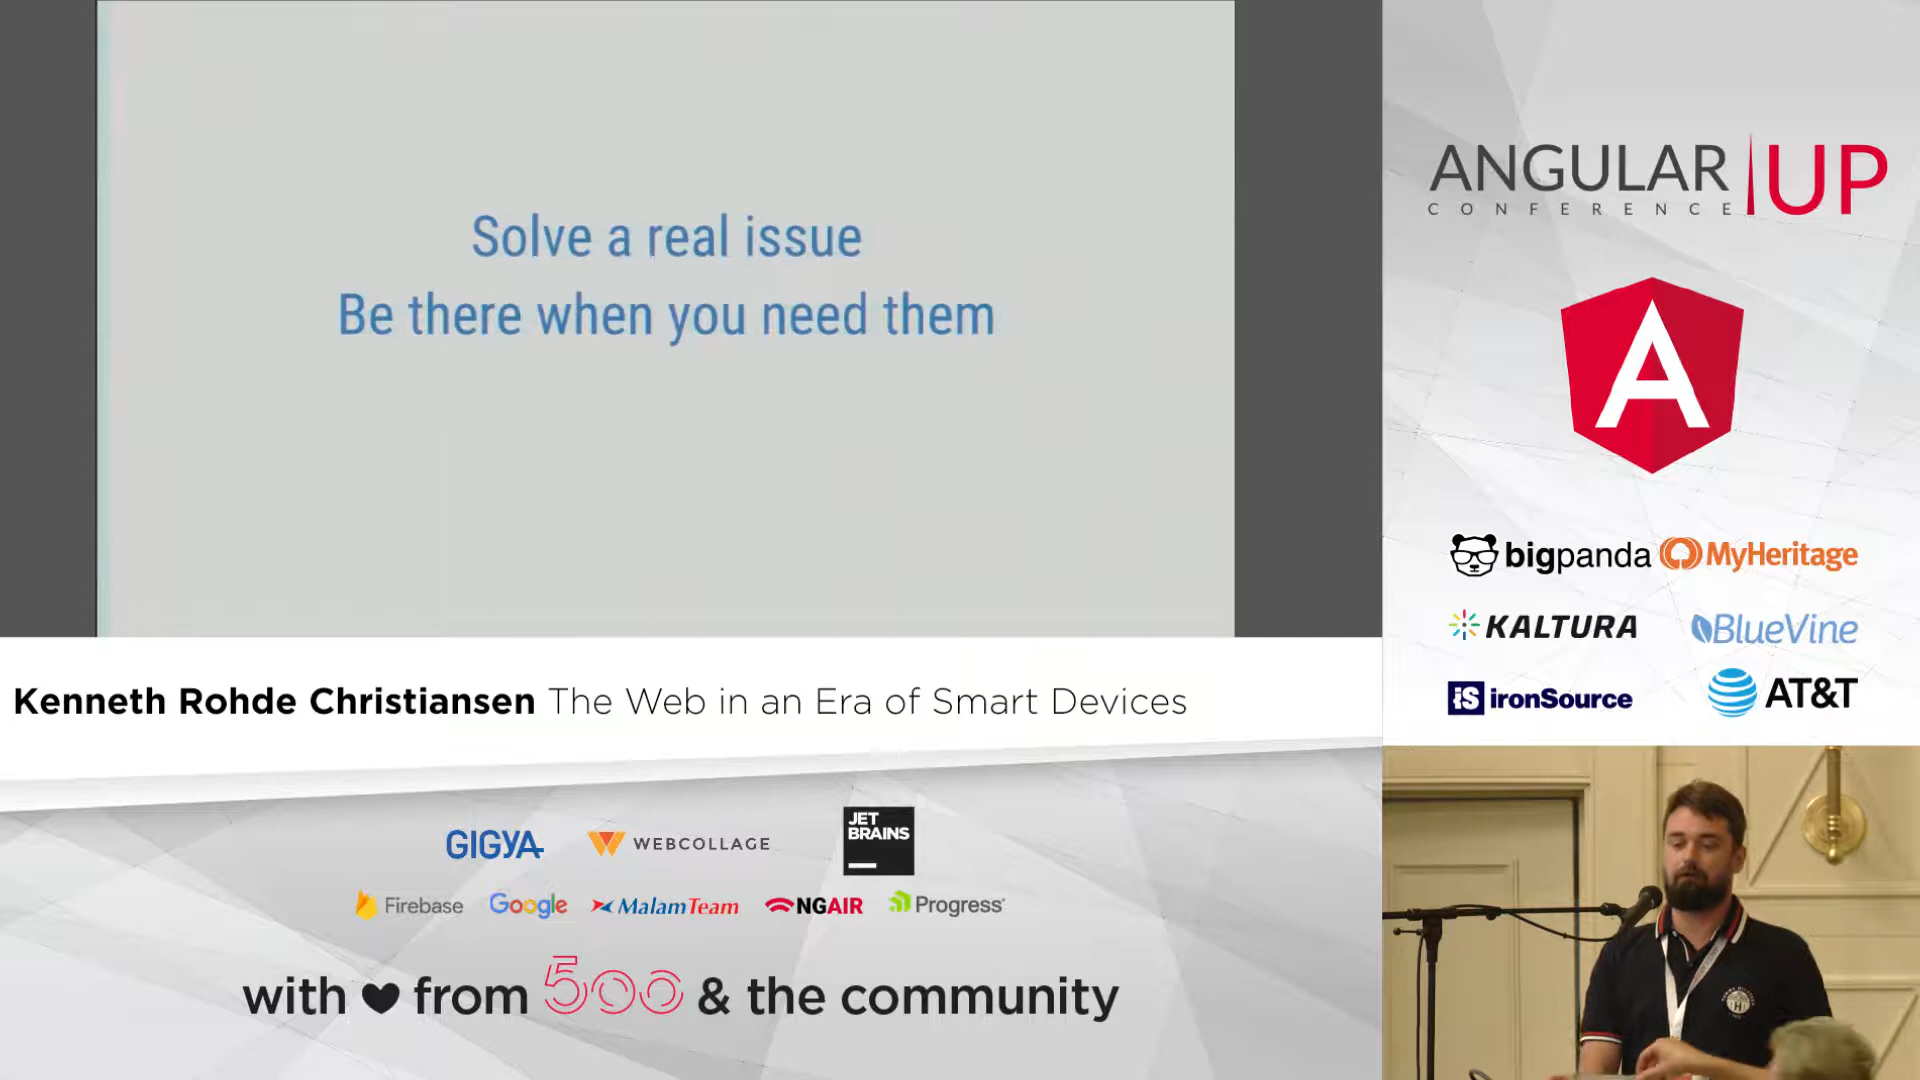 Solve a real issue
Be there when you need them
Kenneth Rohde Christiansen The Web in an Era of Smart Devices
GIGYA WEBCOLLAGE JET BRAINS
Firebase Google MalamTeam NGAIR Progress
with from 500 & the community
ANGULAR UP
CONFERENCE
A
bigpanda MyHeritage
KALTURA BlueVine
iS ironSource AT&T